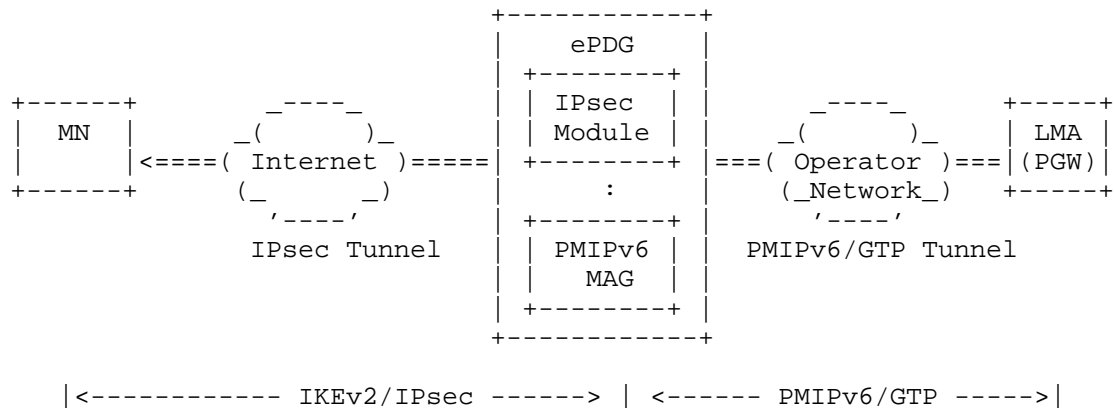 ePDG
IPsec
MN Module LMA
Internet Operator (PGW)
Network
:
IPsec Tunnel PMIPv6 PMIPv6/GTP Tunnel
MAG
|<------------ IKEv2/IPsec ------> | <------ PMIPv6/GTP ----->|